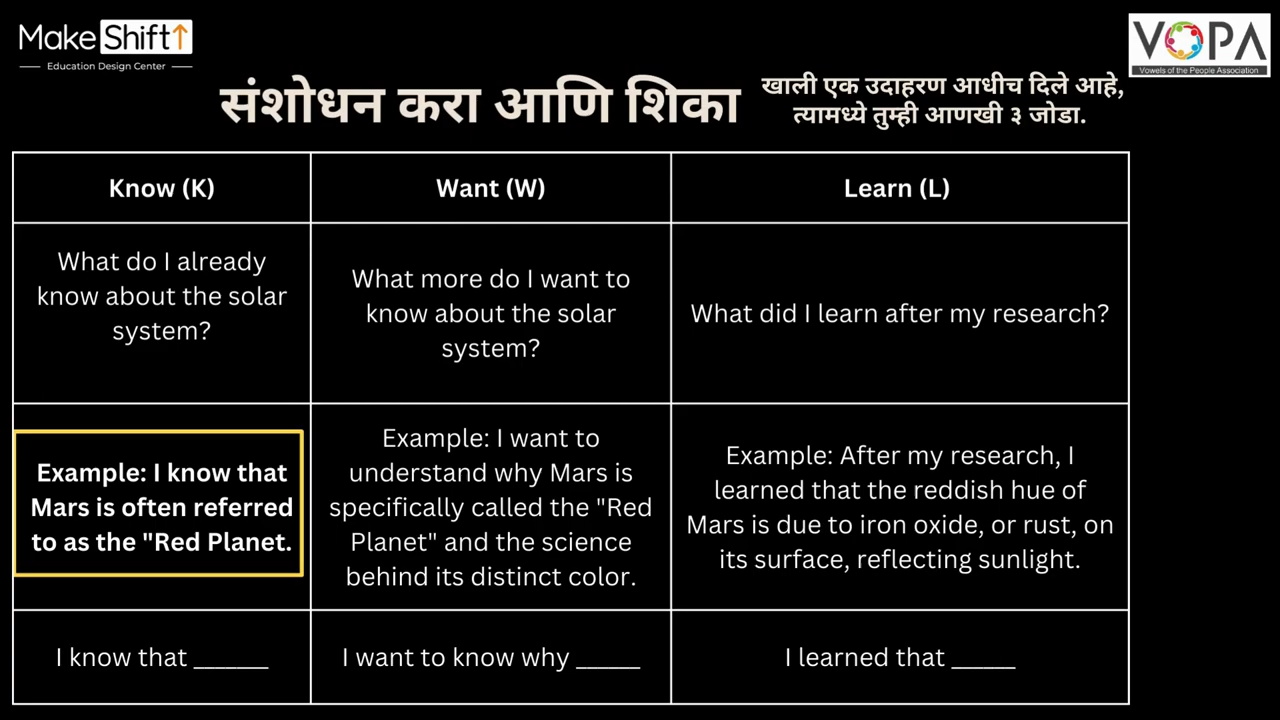 MakeShift↑
Education Design Center
VOPA
Vowels of the People Association
संशोधन करा आणि शिका
खाली एक उदाहरण आधीच दिले आहे,
त्यामध्ये तुम्ही आणखी ३ जोडा.
Know (K)
Want (W)
Learn (L)
What do I already
know about the solar
system?
What more do I want to
know about the solar
system?
What did I learn after my research?
Example: I know that
Mars is often referred
to as the "Red Planet.
Example: I want to
understand why Mars is
specifically called the "Red
Planet" and the science
behind its distinct color.
Example: After my research, I
learned that the reddish hue of
Mars is due to iron oxide, or rust, on
its surface, reflecting sunlight.
I know that ______
I want to know why _____
I learned that _____